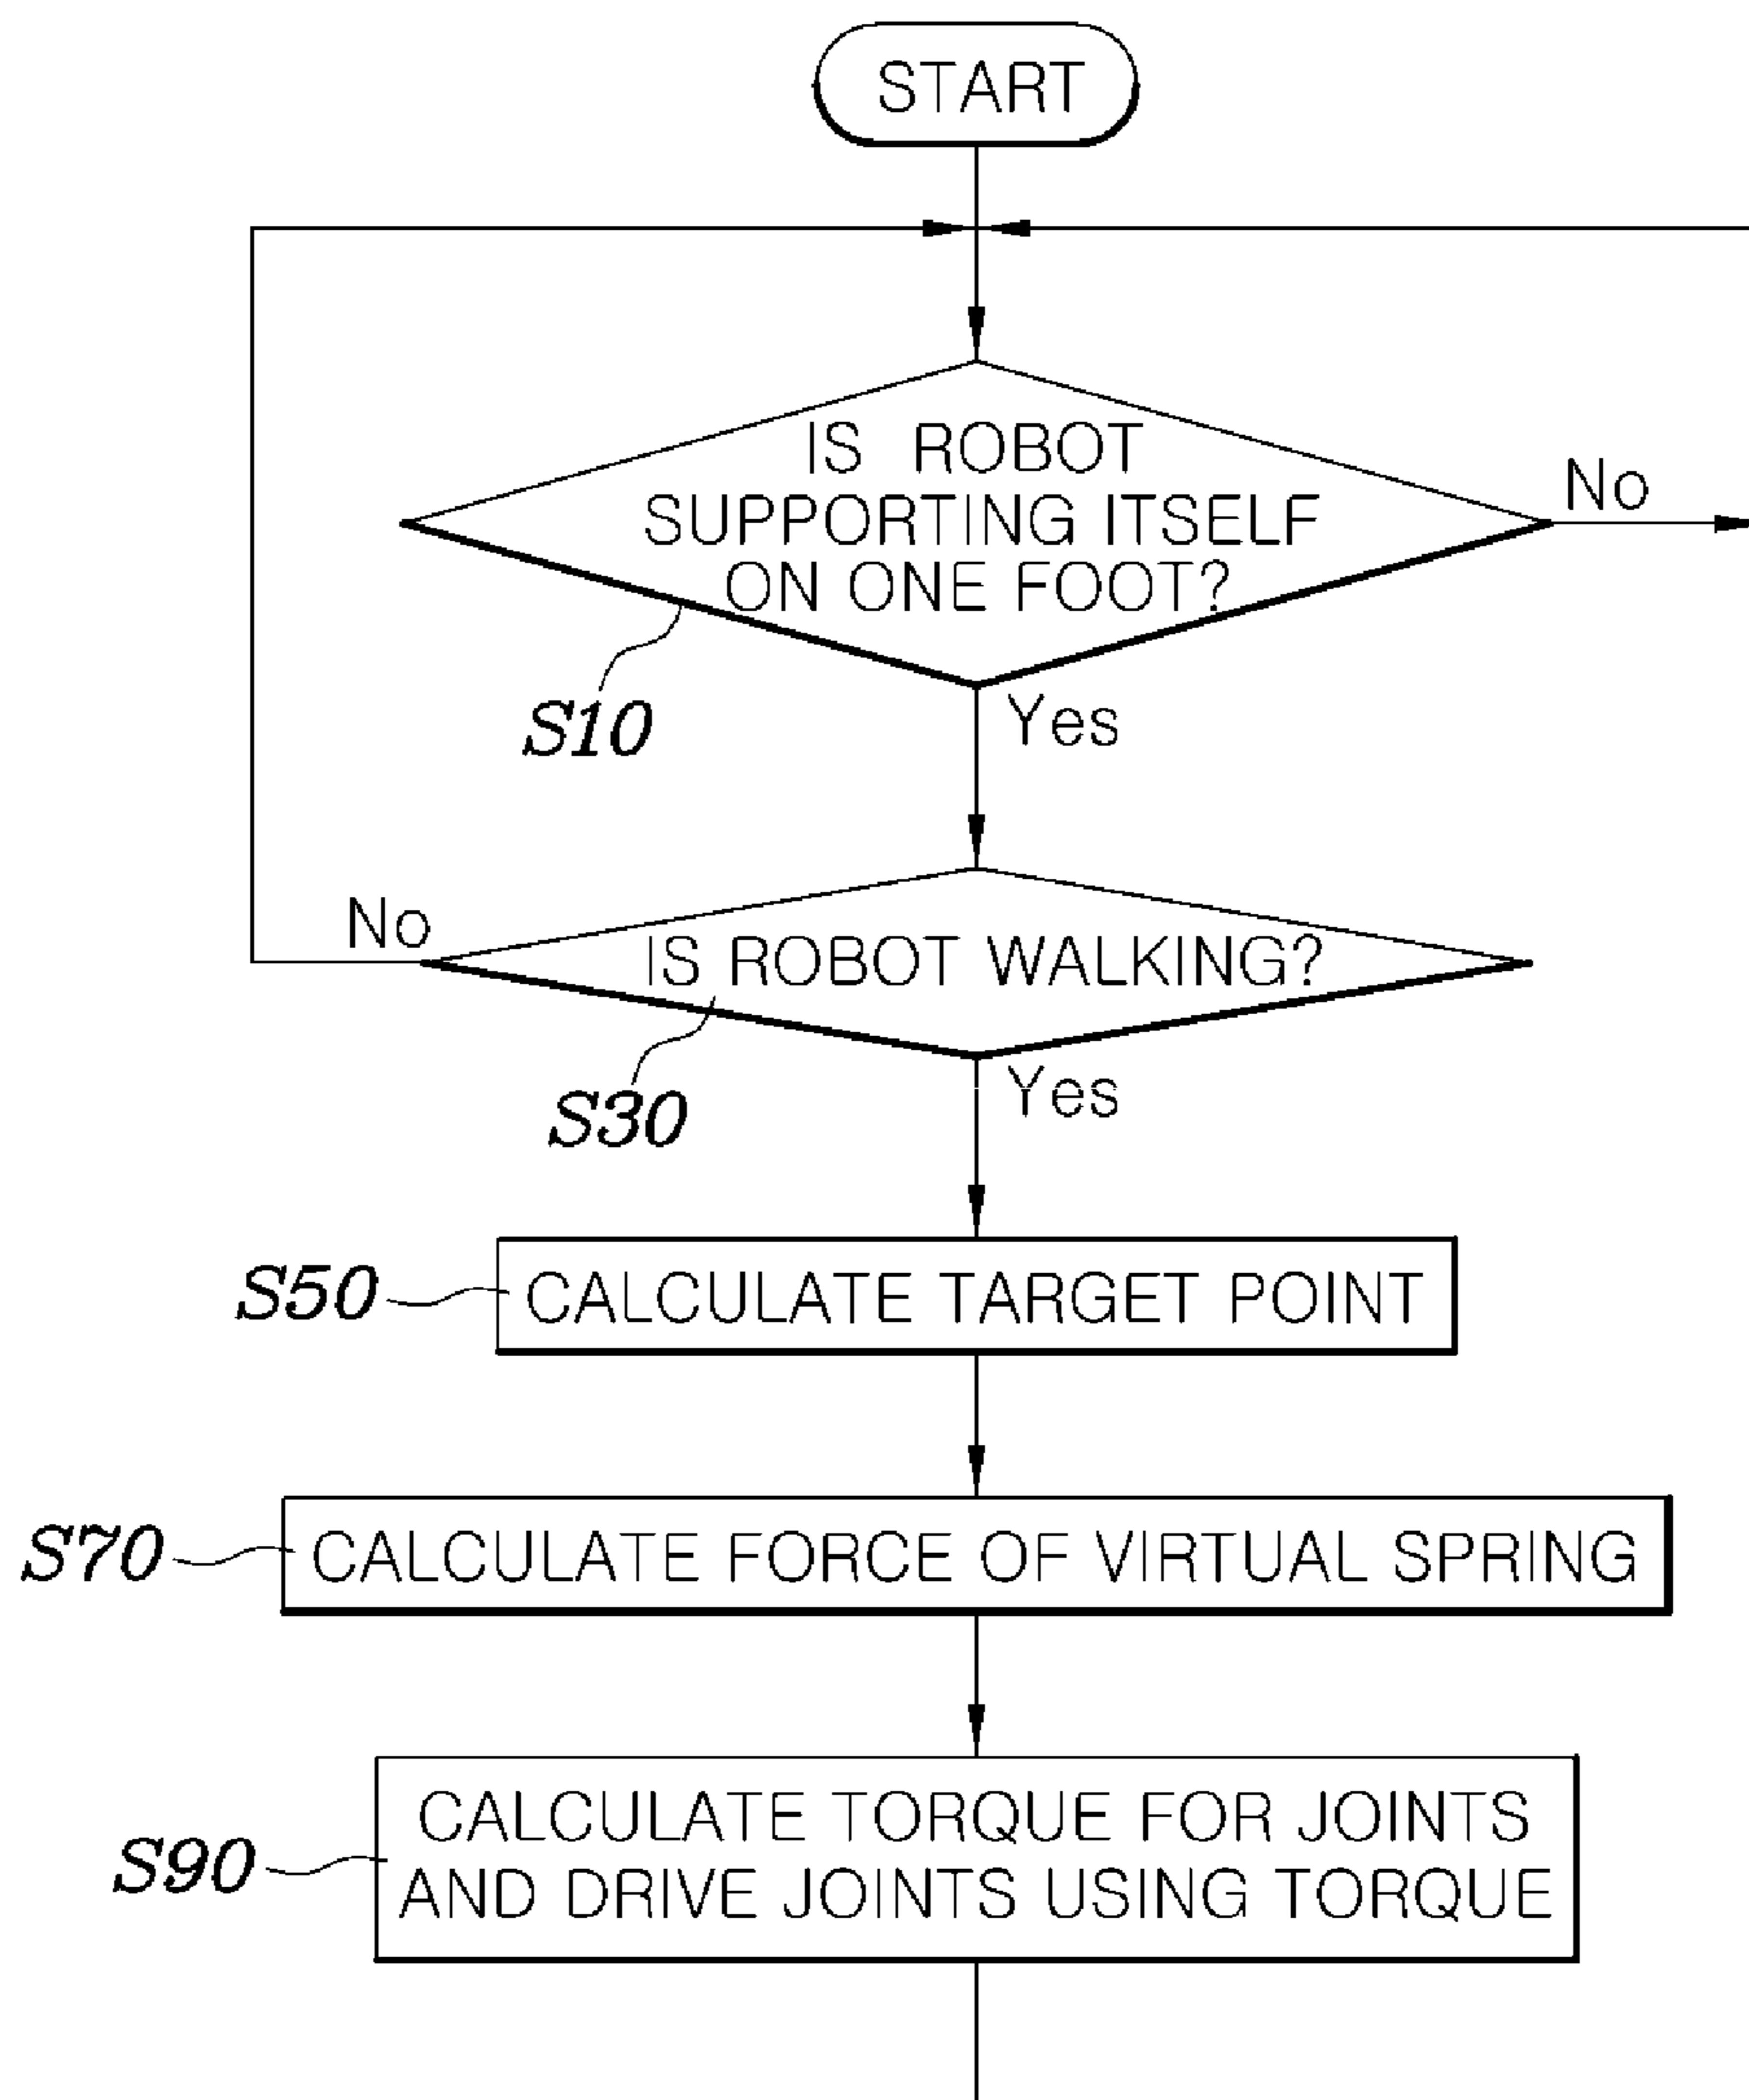 START
IS ROBOT
SUPPORTING ITSELF
ON ONE FOOT?
No
S10
Yes
No
IS ROBOT WALKING?
S30
Yes
S50
CALCULATE TARGET POINT
S70
CALCULATE FORCE OF VIRTUAL SPRING
S90
CALCULATE TORQUE FOR JOINTS
AND DRIVE JOINTS USING TORQUE